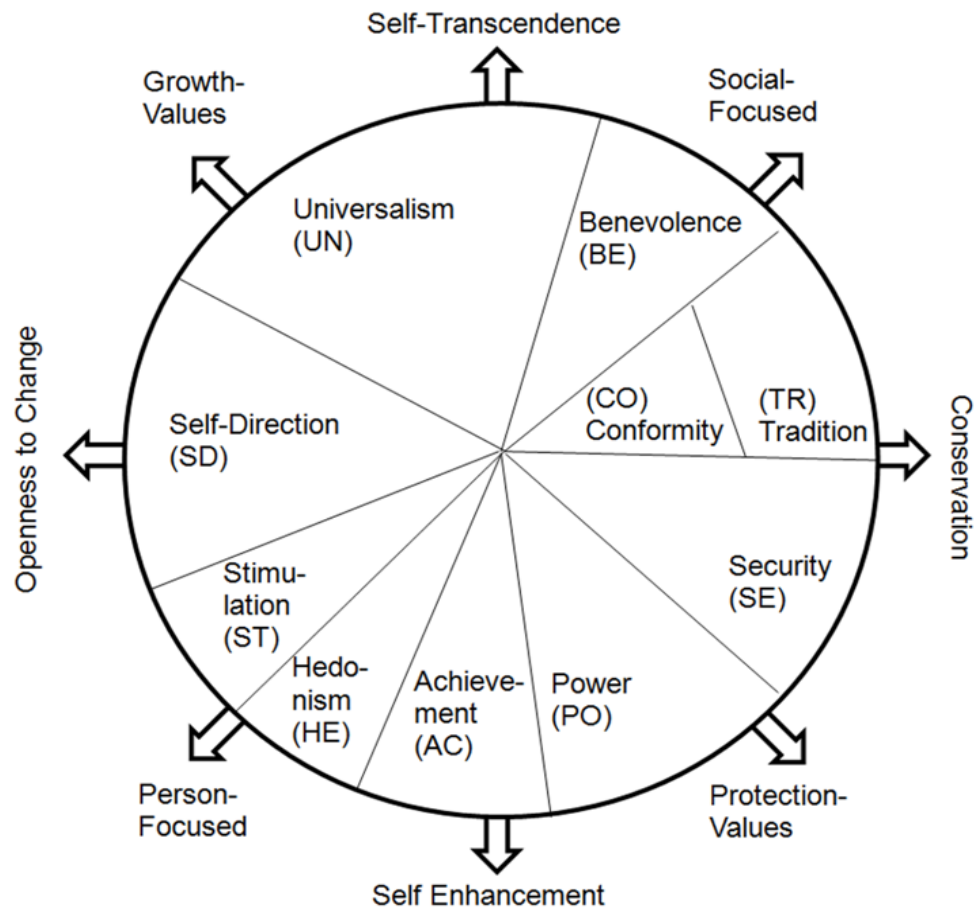 Self-Transcendence
Growth-
Values
Social-
Focused
Universalism
(UN)
Benevolence
(BE)
Openness to Change
Self-Direction
(SD)
(CO)
Conformity
(TR)
Tradition
Conservation
Stimu-
lation
(ST)
Security
(SE)
Hedo-
nism
(HE)
Achieve-
ment
(AC)
Power
(PO)
Person-
Focused
Protection-
Values
Self Enhancement